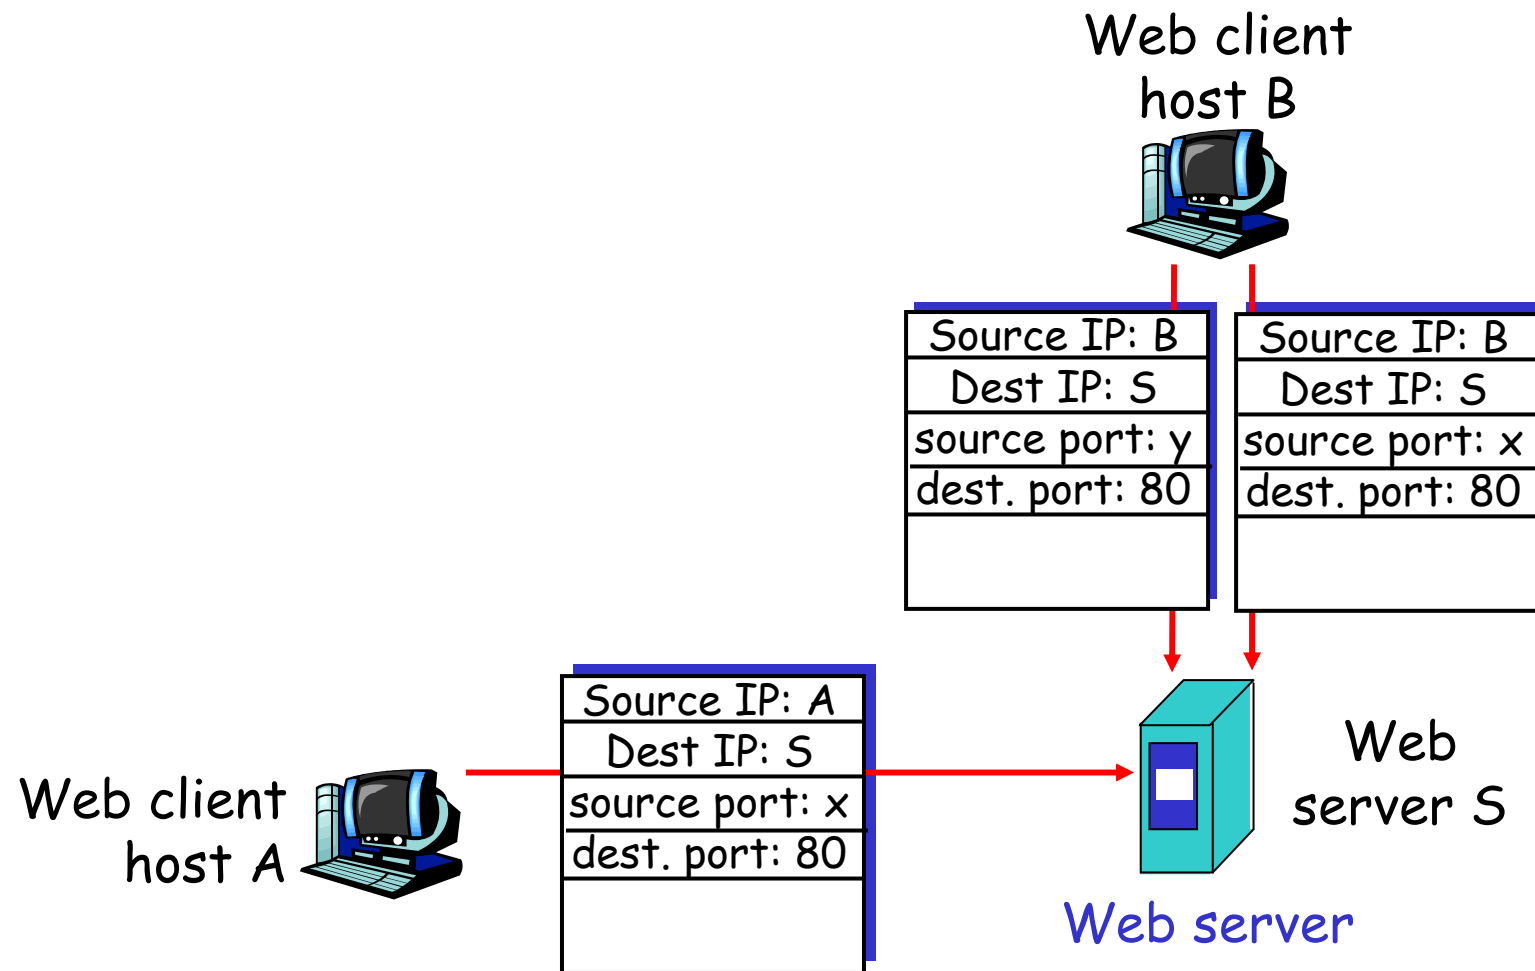 Web client
host B
Source IP: B
Dest IP: S
source port: y
dest. port: 80
Source IP: B
Dest IP: S
source port: x
dest. port: 80
Web client
host A
Source IP: A
Dest IP: S
source port: x
dest. port: 80
Web
server S
Web server